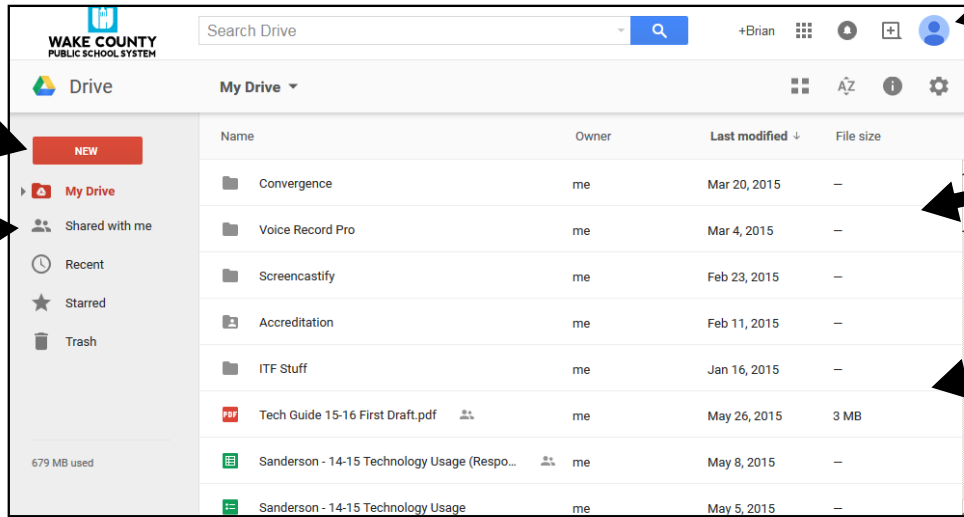 WAKE COUNTY
PUBLIC SCHOOL SYSTEM
Search Drive
+Brian
Drive
My Drive
AZ
Name Owner Last modified ↓ File size
NEW
My Drive
Shared with me
Recent
Starred
Trash
679 MB used
Convergence me Mar 20, 2015 –
Voice Record Pro me Mar 4, 2015 –
Screencastify me Feb 23, 2015 –
Accreditation me Feb 11, 2015 –
ITF Stuff me Jan 16, 2015 –
PDF Tech Guide 15-16 First Draft.pdf me May 26, 2015 3 MB
Sanderson - 14-15 Technology Usage (Respo... me May 8, 2015 –
Sanderson - 14-15 Technology Usage me May 5, 2015 –